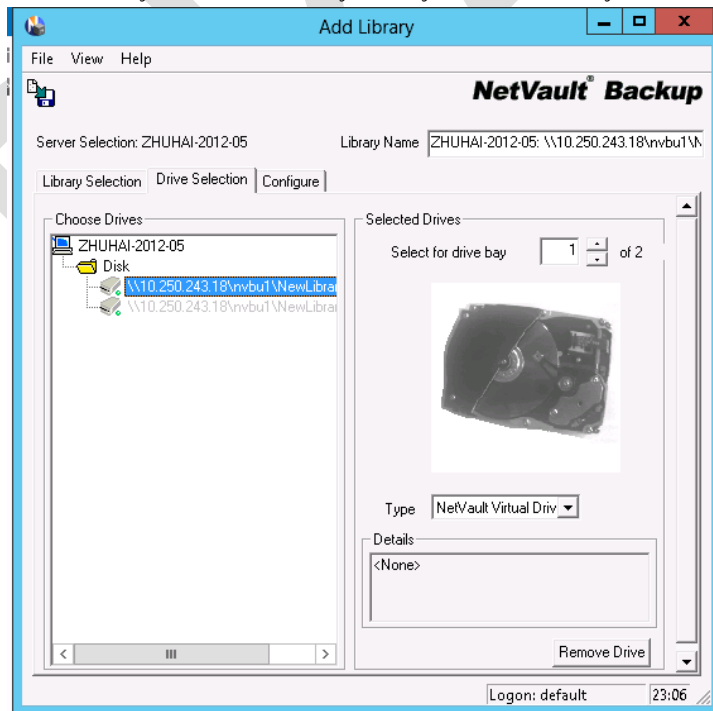 Add Library
File View Help
NetVault® Backup
Server Selection: ZHUHAI-2012-05
Library Name ZHUHAI-2012-05: \\10.250.243.18\nvbu1\N
Library Selection Drive Selection Configure
Choose Drives
ZHUHAI-2012-05
Disk
\\10.250.243.18\nvbu1\NewLibrar
\\10.250.243.18\nvbu1\NewLibrar
Selected Drives
Select for drive bay 1 of 2
Type NetVault Virtual Driv
Details
<None>
Remove Drive
Logon: default 23:06